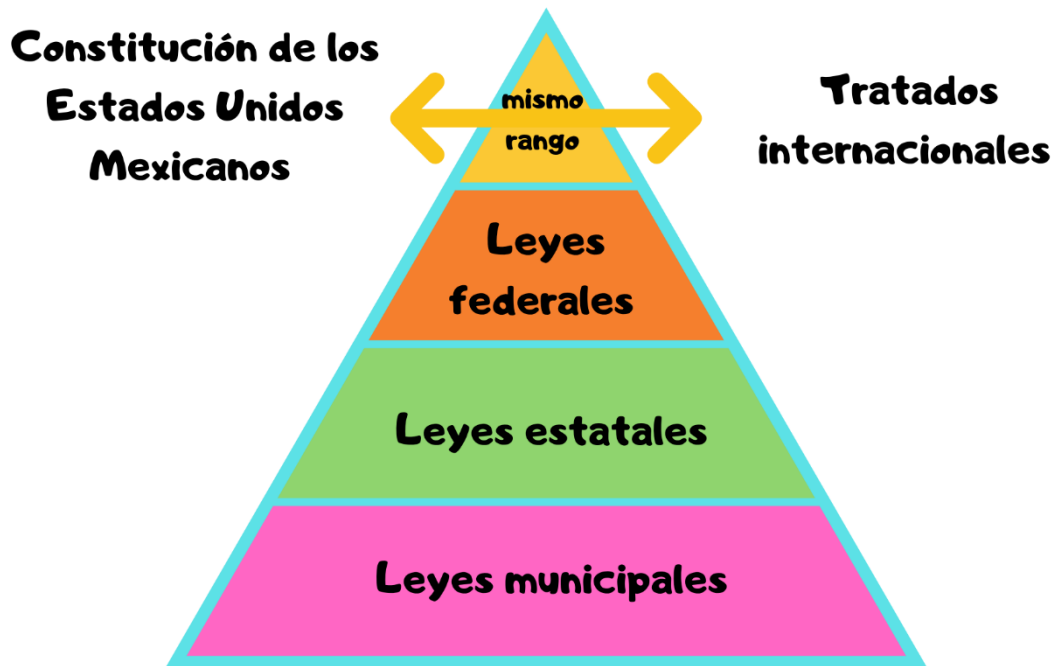 Constitución de los
Estados Unidos
Mexicanos
mismo
rango
Tratados
internacionales
Leyes
federales
Leyes estatales
Leyes municipales